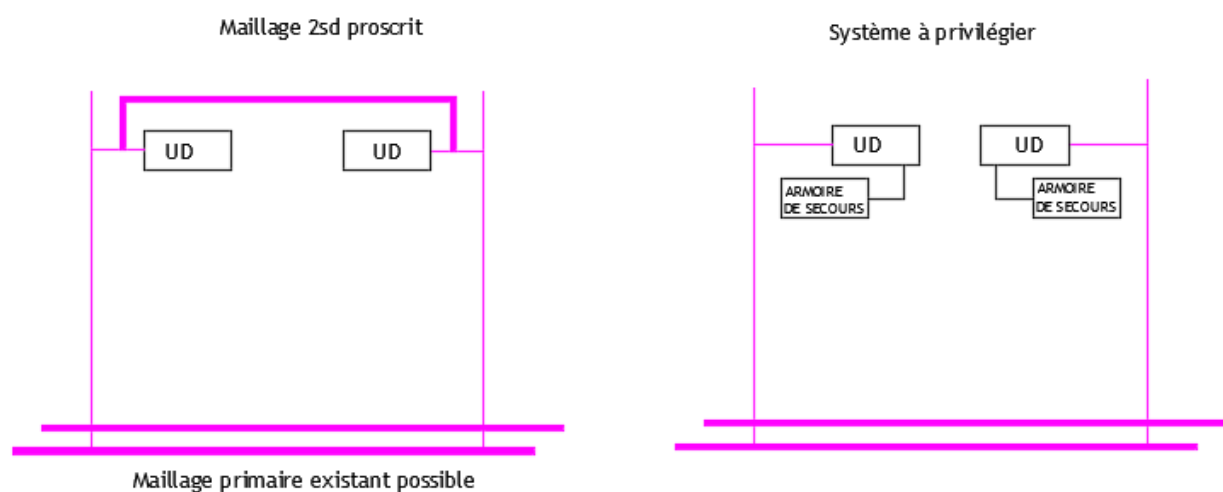 Maillage 2sd proscrit
Système à privilégier
UD
UD
UD
UD
ARMOIRE
DE SECOURS
ARMOIRE
DE SECOURS
Maillage primaire existant possible